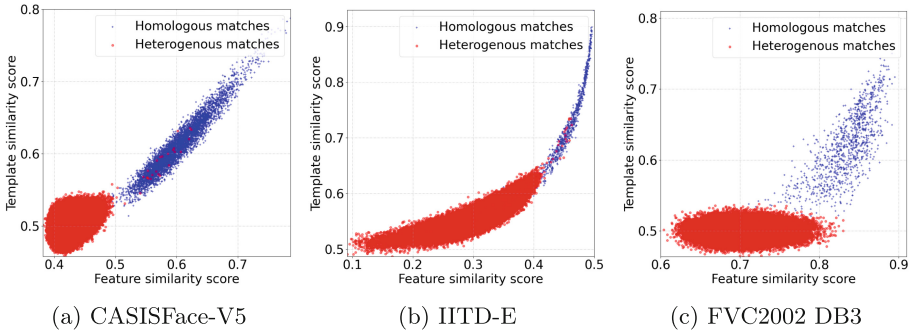 0.8
0.7
0.6
0.5
0.4
0.5
0.6
0.7
Template similarity score
Feature similarity score
Homologous matches
Heterogenous matches
(a) CASISFace-V5
0.9
0.8
0.7
0.6
0.5
0.1
0.2
0.3
0.4
0.5
Template similarity score
Feature similarity score
Homologous matches
Heterogenous matches
(b) IITD-E
0.8
0.7
0.6
0.5
0.6
0.7
0.8
0.9
Template similarity score
Feature similarity score
Homologous matches
Heterogenous matches
(c) FVC2002 DB3